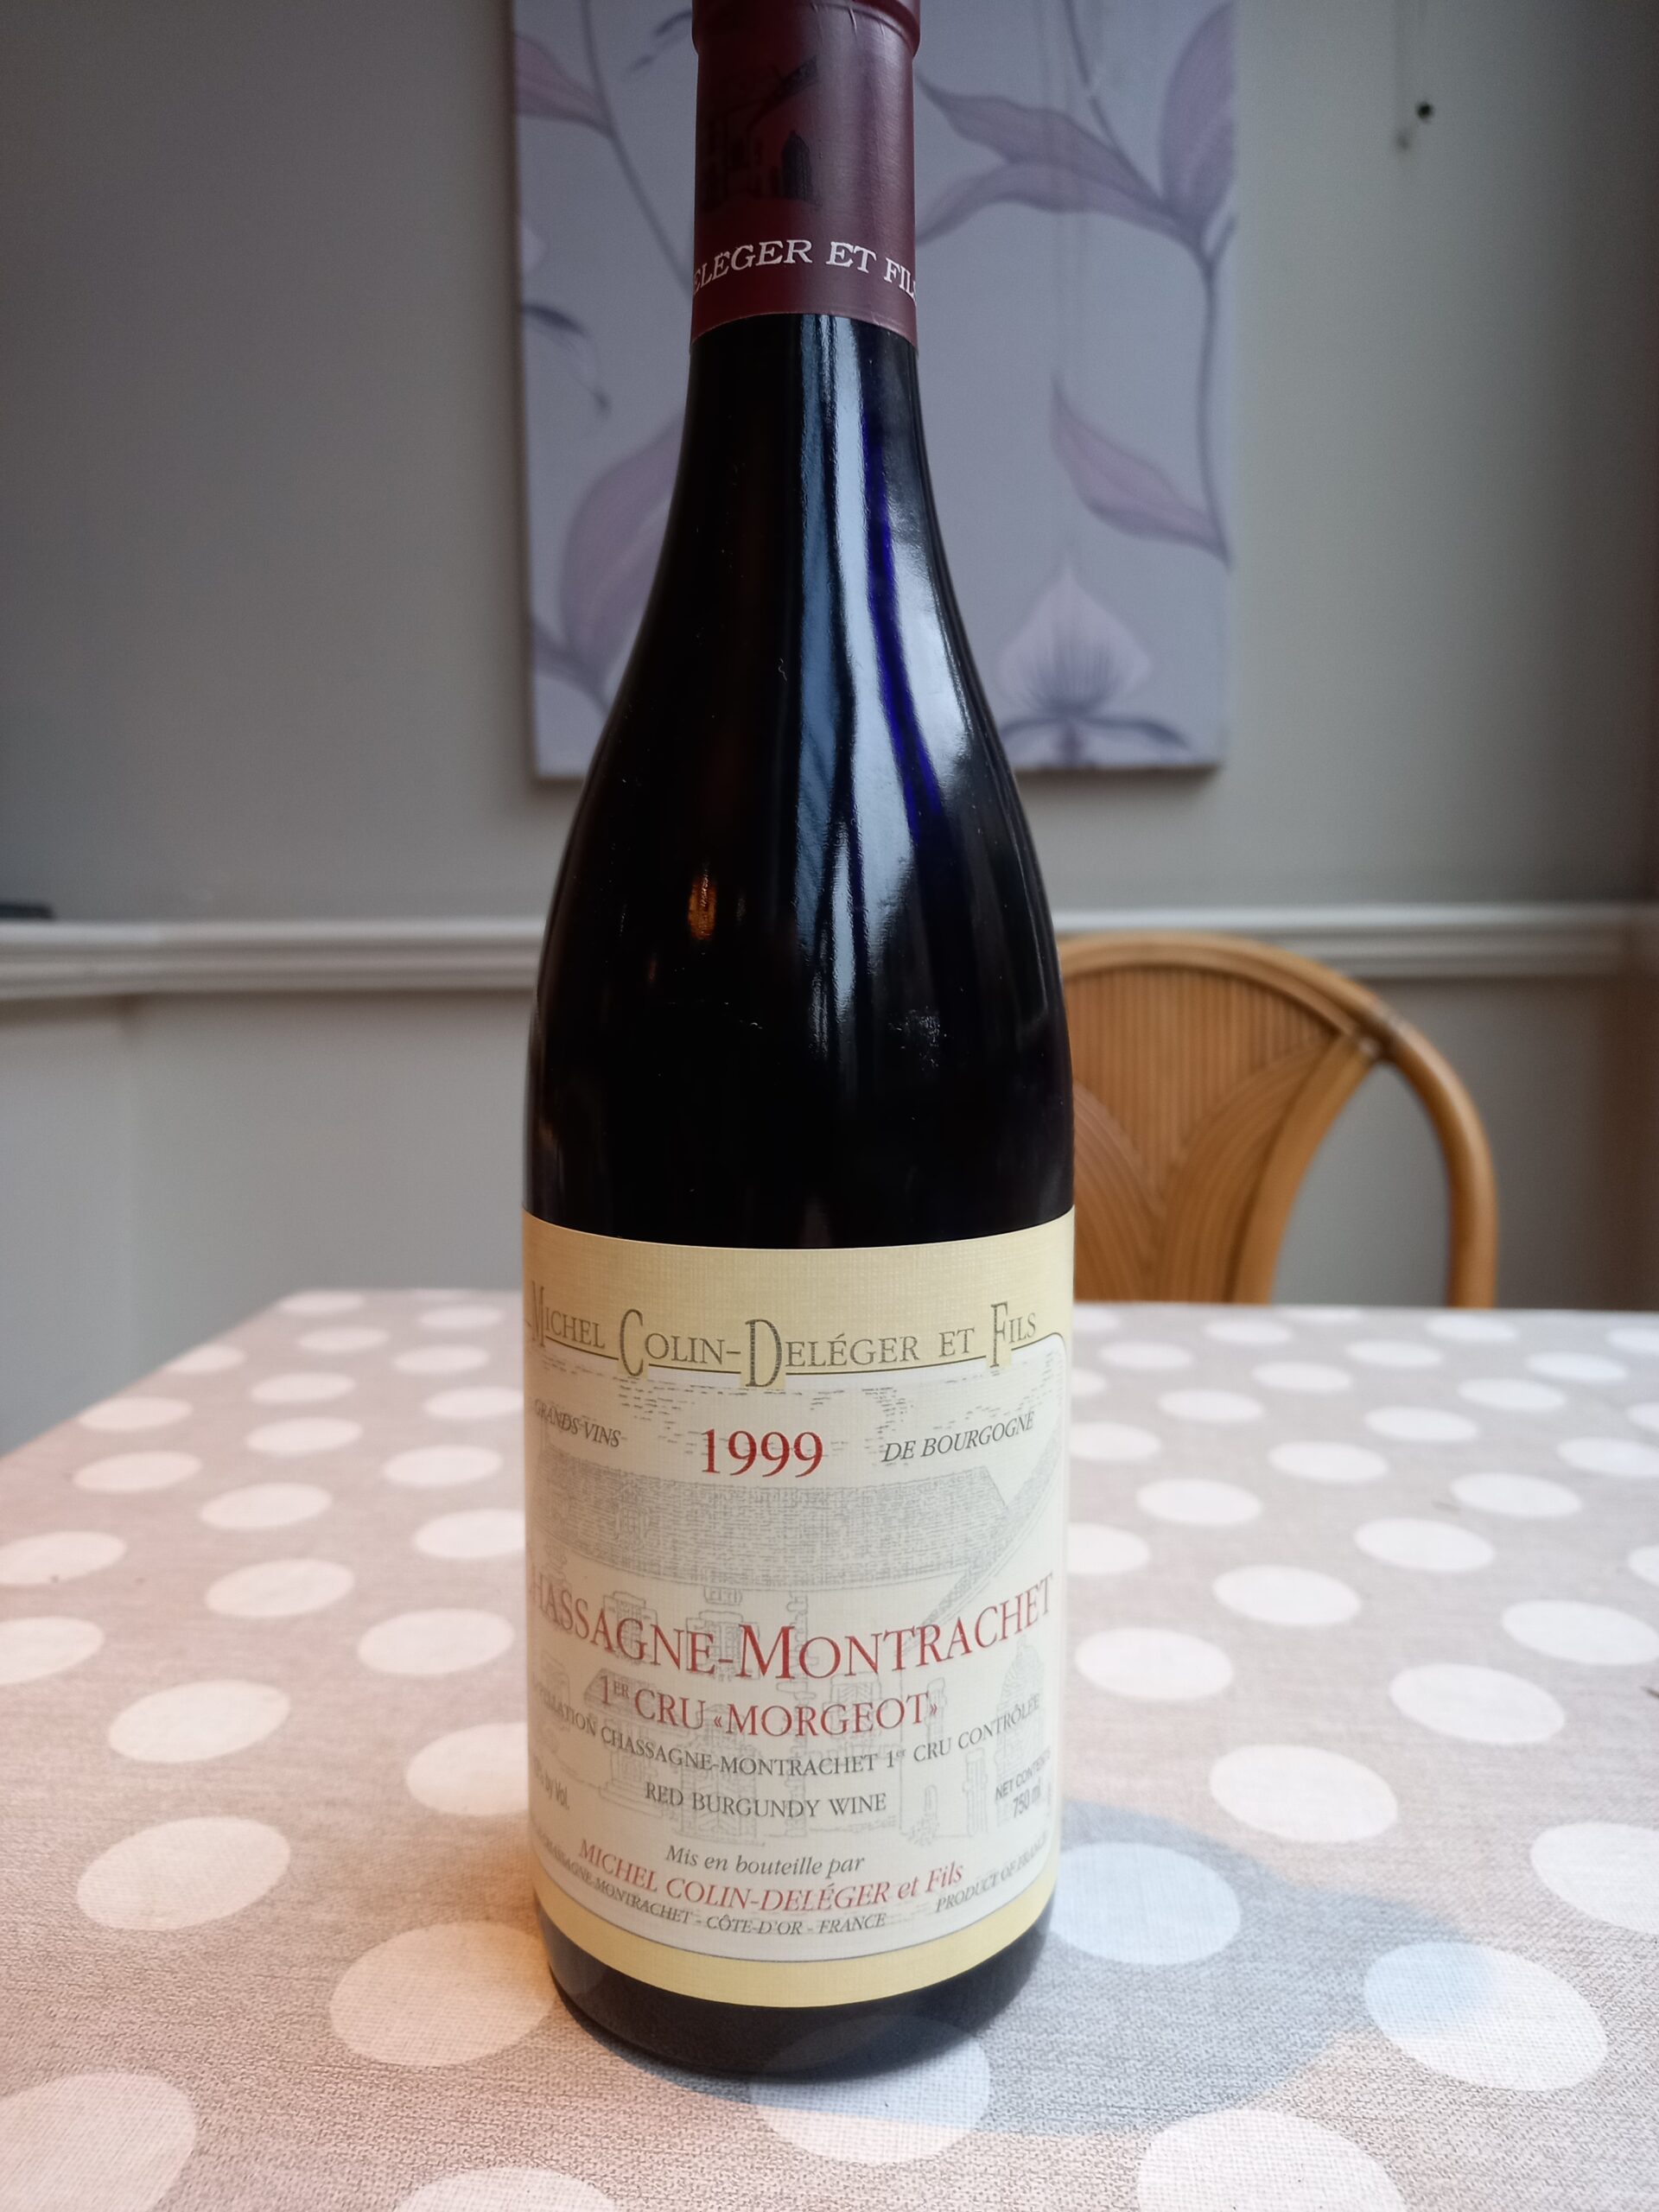 ELEGER ET FILS
MICHEL COLIN-DELÉGER ET FILS
GRANDS VINS 1999 DE BOURGOGNE
CHASSAGNE-MONTRACHET
1ER CRU «MORGEOT»
APPELLATION CHASSAGNE-MONTRACHET 1er CRU CONTRÔLÉE
RED BURGUNDY WINE
% by Vol.
NET CONTENTS
750 ml
Mis en bouteille par
MICHEL COLIN-DELÉGER et Fils
CHASSAGNE-MONTRACHET - CÔTE-D'OR - FRANCE PRODUCE OF FRANCE